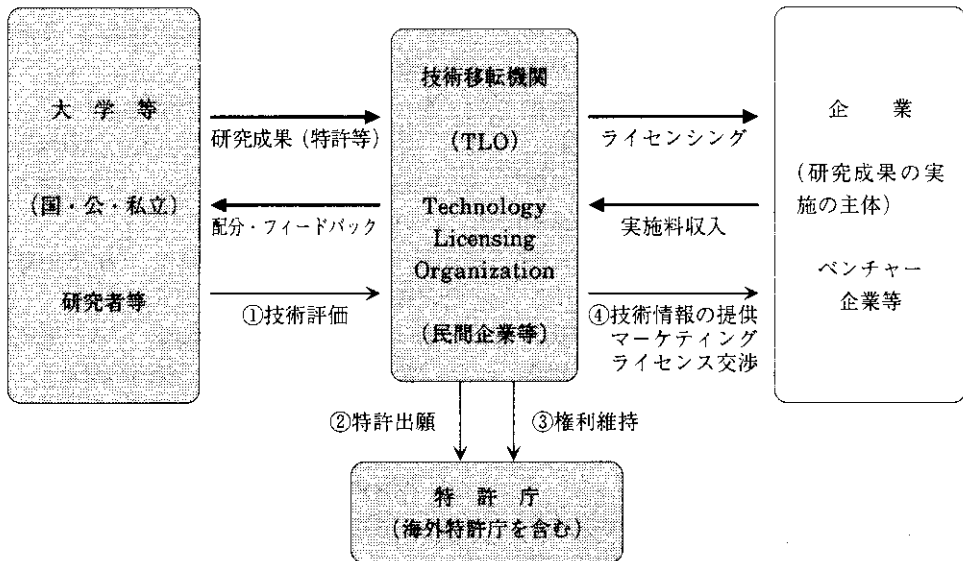 大学等
(国・公・私立)
研究者等
研究成果(特許等)
配分・フィードバック
①技術評価
技術移転機関
(TLO)
Technology
Licensing
Organization
(民間企業等)
ライセンシング
実施料収入
④技術情報の提供
マーケティング
ライセンス交渉
企業
(研究成果の実
施の主体)
ベンチャー
企業等
②特許出願
③権利維持
特許庁
(海外特許庁を含む)